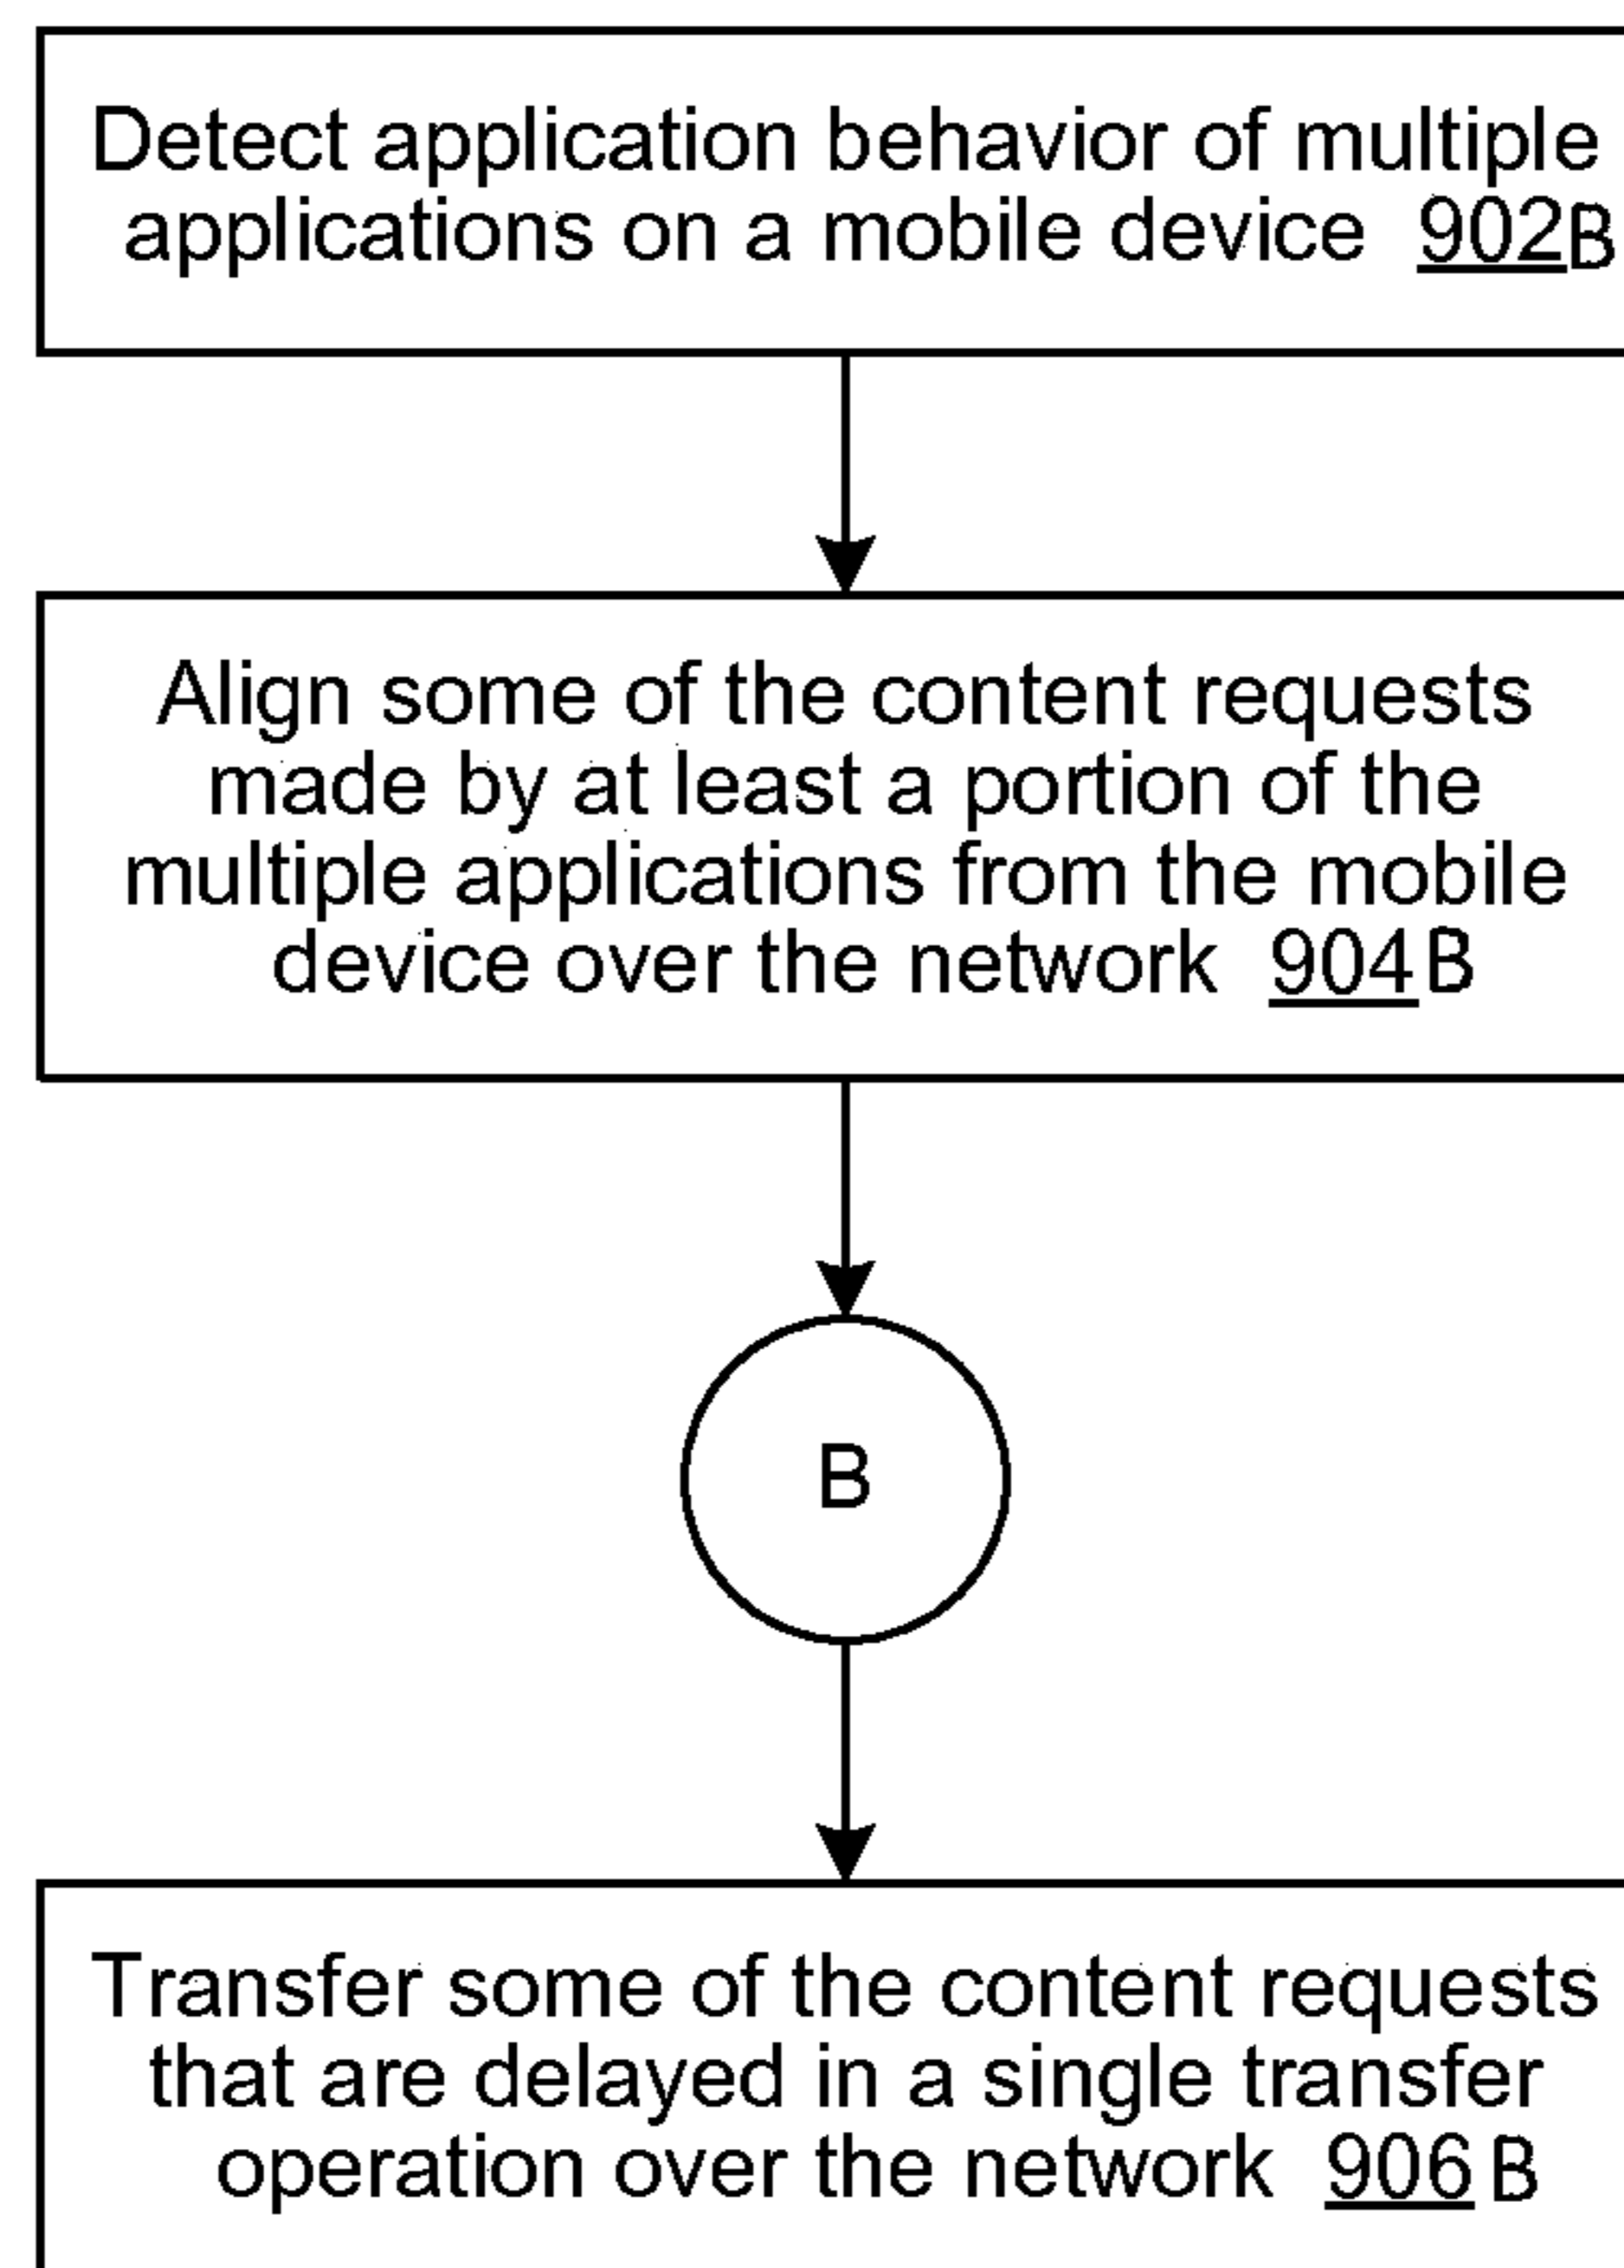 Detect application behavior of multiple
applications on a mobile device 902B
Align some of the content requests
made by at least a portion of the
multiple applications from the mobile
device over the network 904B
B
Transfer some of the content requests
that are delayed in a single transfer
operation over the network 906B